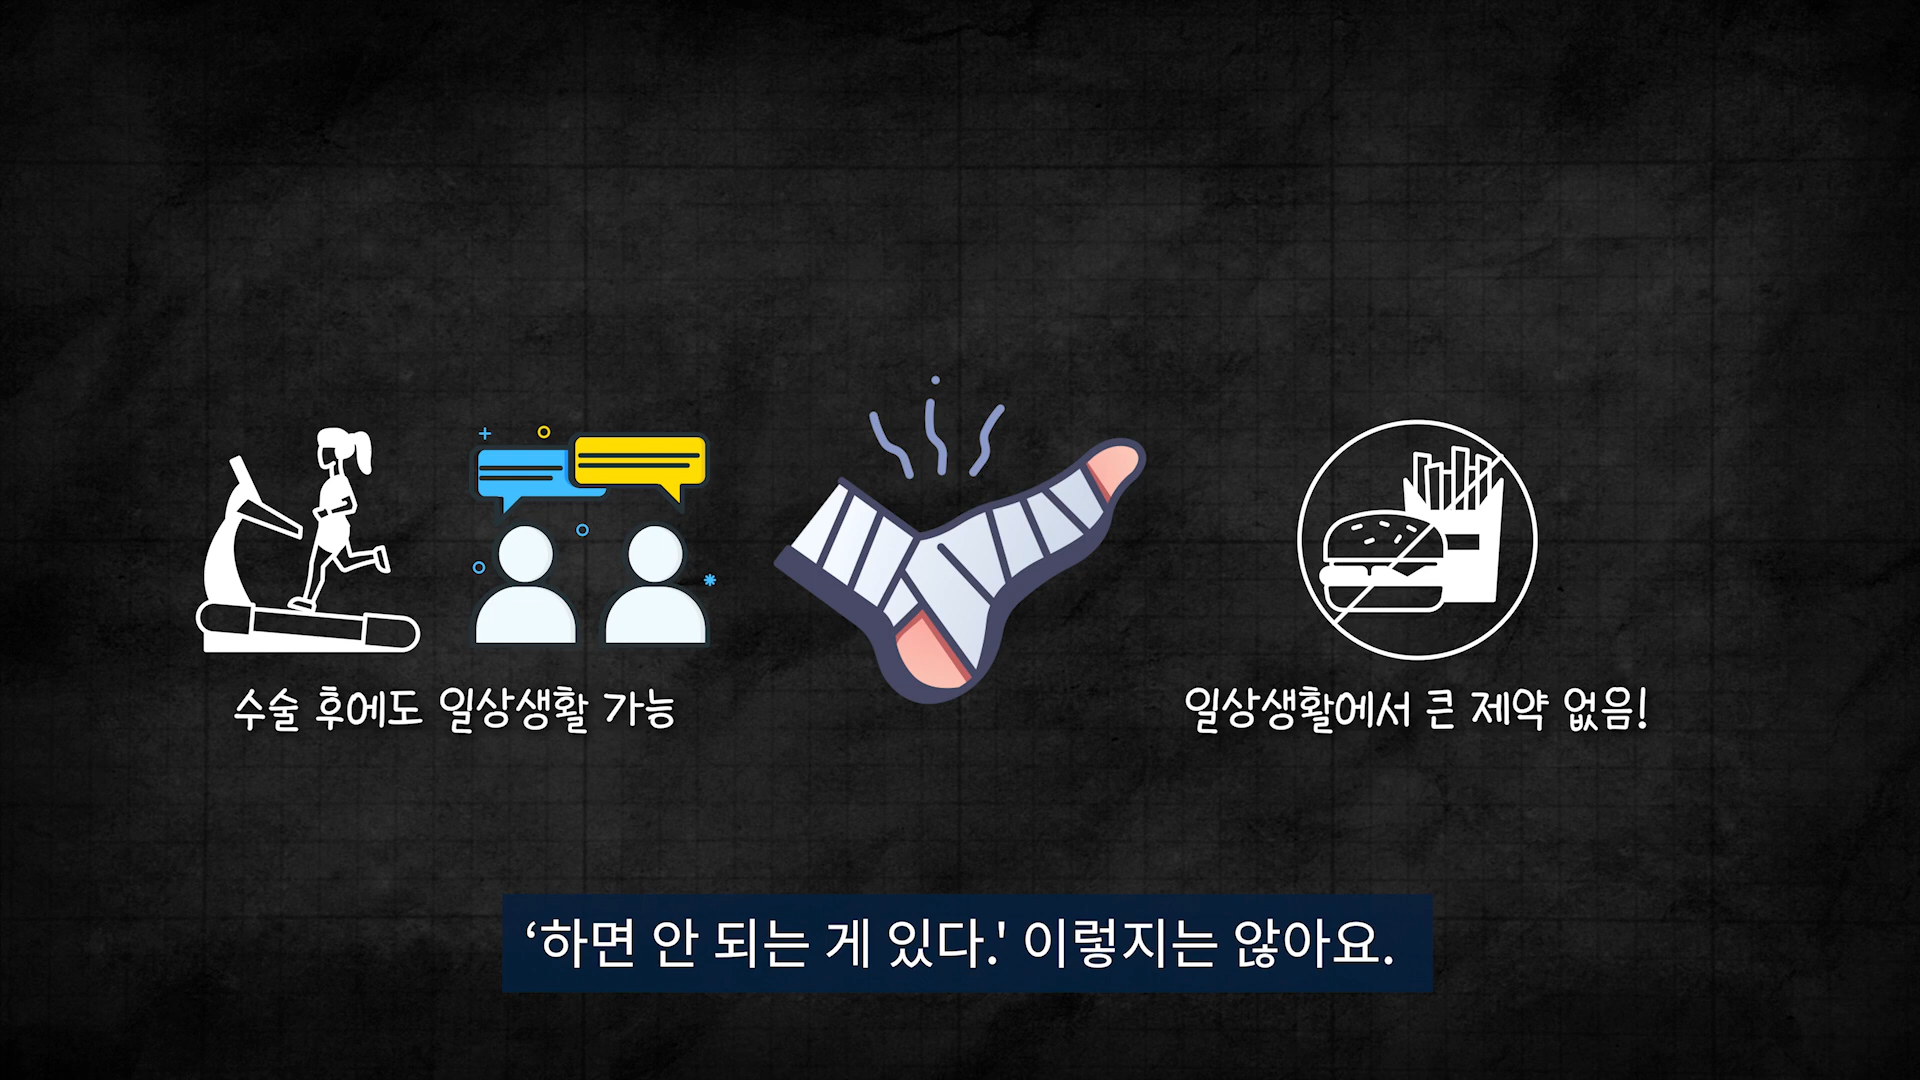 수술 후에도 일상생활 가능
일상생활에서 큰 제약 없음!
‘하면 안 되는 게 있다.' 이렇지는 않아요.